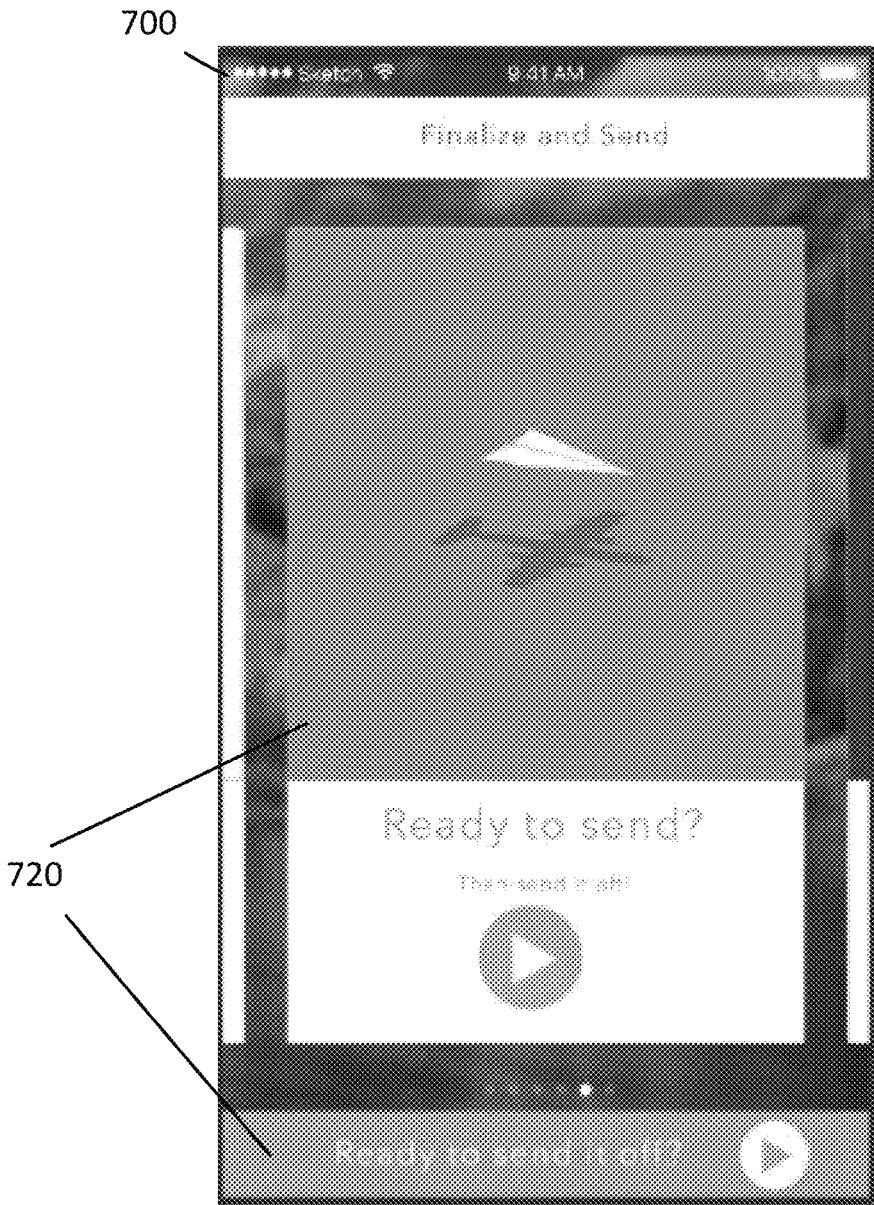 700
Sketch 9:41 AM
Finalize and Send
Ready to send?
Then send it off!
720
Ready to send it off?